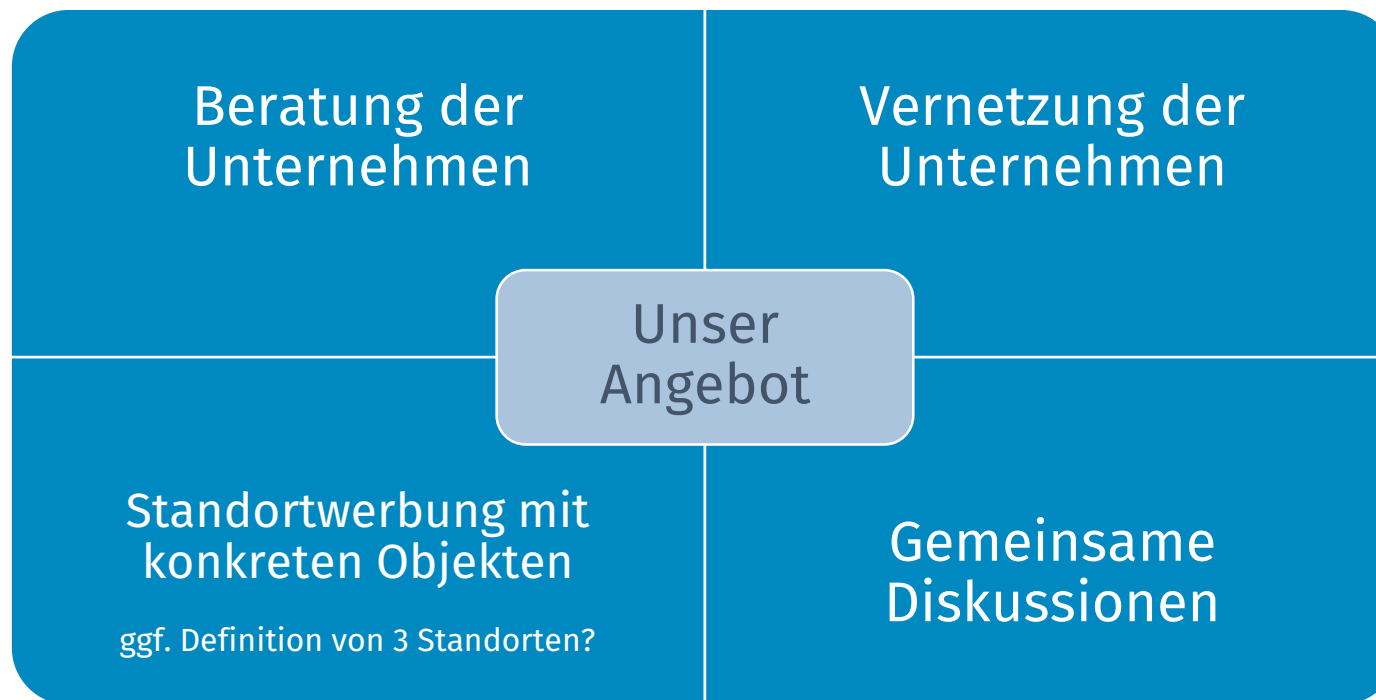 Beratung der
Unternehmen
Vernetzung der
Unternehmen
Unser
Angebot
Standortwerbung mit
konkreten Objekten
ggf. Definition von 3 Standorten?
Gemeinsame
Diskussionen